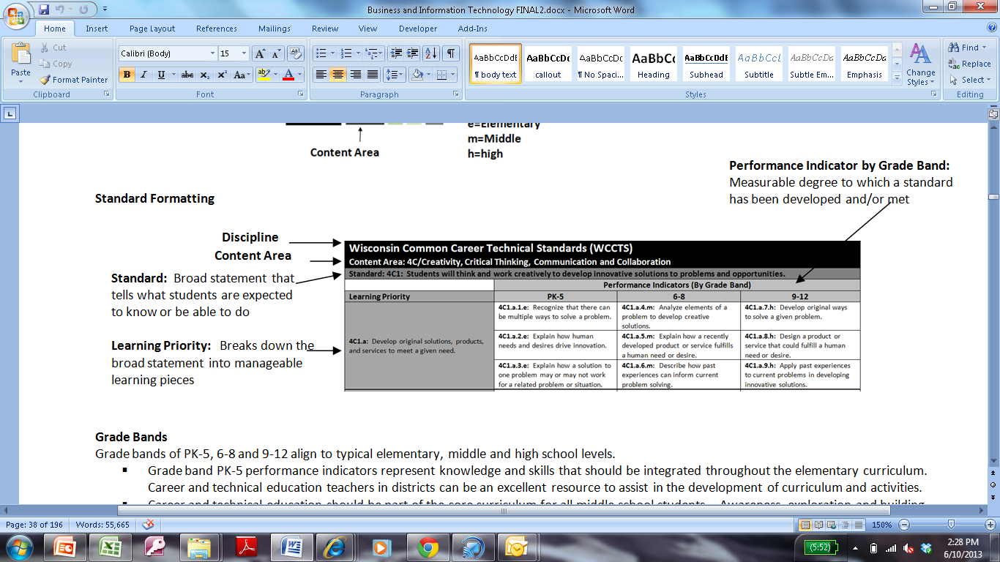 Business and Information Technology FINAL2.docx - Microsoft Word
Home Insert Page Layout References Mailings Review View Developer Add-Ins
Paste
Cut
Copy
Format Painter
Clipboard
Calibri (Body) 15
B I U abc X₂ X² Aa
Font
Paragraph
AaBbCcDdE AaBbCcDc AaBbCcDc AaBbCc AaBbCcDdE AaBbCcL AaBbCcDc AaBbCcDc
¶ body text callout ¶ No Spaci... Heading Subhead Subtitle Subtle Em... Emphasis
Styles
Change
Styles
Find
Replace
Select
Editing
e=Elementary
m=Middle
h=high
Content Area
Performance Indicator by Grade Band:
Measurable degree to which a standard
has been developed and/or met
Standard Formatting
Discipline
Content Area
Standard: Broad statement that
tells what students are expected
to know or be able to do
Learning Priority: Breaks down the
broad statement into manageable
learning pieces
Wisconsin Common Career Technical Standards (WCCTS)
Content Area: 4C/Creativity, Critical Thinking, Communication and Collaboration
Standard: 4C1: Students will think and work creatively to develop innovative solutions to problems and opportunities.
Performance Indicators (By Grade Band)
Learning Priority PK-5 6-8 9-12
4C1.a: Develop original solutions, products,
and services to meet a given need.
4C1.a.1.e: Recognize that there can
be multiple ways to solve a problem.
4C1.a.4.m: Analyze elements of a
problem to develop creative
solutions.
4C1.a.7.h: Develop original ways
to solve a given problem.
4C1.a.2.e: Explain how human
needs and desires drive innovation.
4C1.a.5.m: Explain how a recently
developed product or service fulfills
a human need or desire.
4C1.a.8.h: Design a product or
service that could fulfill a human
need or desire.
4C1.a.3.e: Explain how a solution to
one problem may or may not work
for a related problem or situation.
4C1.a.6.m: Describe how past
experiences can inform current
problem solving.
4C1.a.9.h: Apply past experiences
to current problems in developing
innovative solutions.
Grade Bands
Grade bands of PK-5, 6-8 and 9-12 align to typical elementary, middle and high school levels.
▪ Grade band PK-5 performance indicators represent knowledge and skills that should be integrated throughout the elementary curriculum.
Career and technical education teachers in districts can be an excellent resource to assist in the development of curriculum and activities.
▪ Career and technical education should be part of the core curriculum for all middle school students. Awareness, exploration and building
Page: 38 of 196 Words: 55,665 150%
(5:52)
2:28 PM
6/10/2013